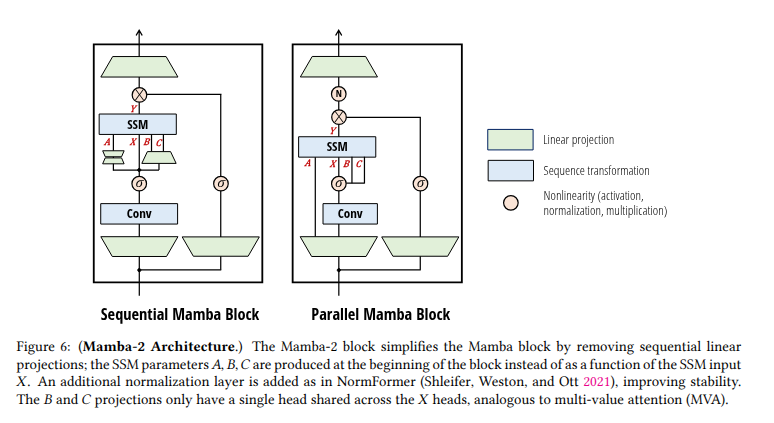 N
Y
Y
SSM
SSM
A X B C
A X B C
σ σ
σ σ
Conv
Conv
Linear projection
Sequence transformation
Nonlinearity (activation,
normalization, multiplication)
Sequential Mamba Block
Parallel Mamba Block
Figure 6: (Mamba-2 Architecture.) The Mamba-2 block simplifies the Mamba block by removing sequential linear
projections; the SSM parameters A, B, C are produced at the beginning of the block instead of as a function of the SSM input
X. An additional normalization layer is added as in NormFormer (Shleifer, Weston, and Ott 2021), improving stability.
The B and C projections only have a single head shared across the X heads, analogous to multi-value attention (MVA).